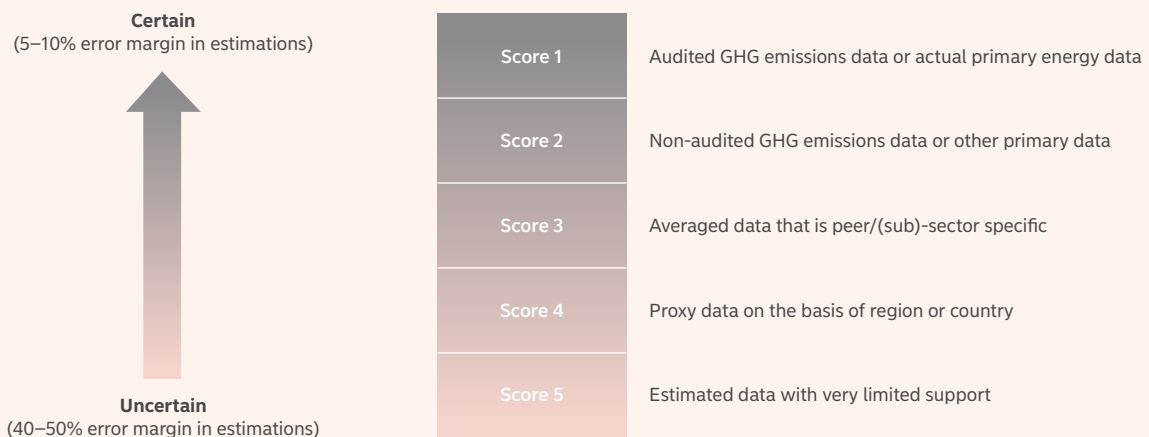 Certain
(5–10% error margin in estimations)
Score 1
Audited GHG emissions data or actual primary energy data
Score 2
Non-audited GHG emissions data or other primary data
Score 3
Averaged data that is peer/(sub)-sector specific
Score 4
Proxy data on the basis of region or country
Score 5
Estimated data with very limited support
Uncertain
(40–50% error margin in estimations)